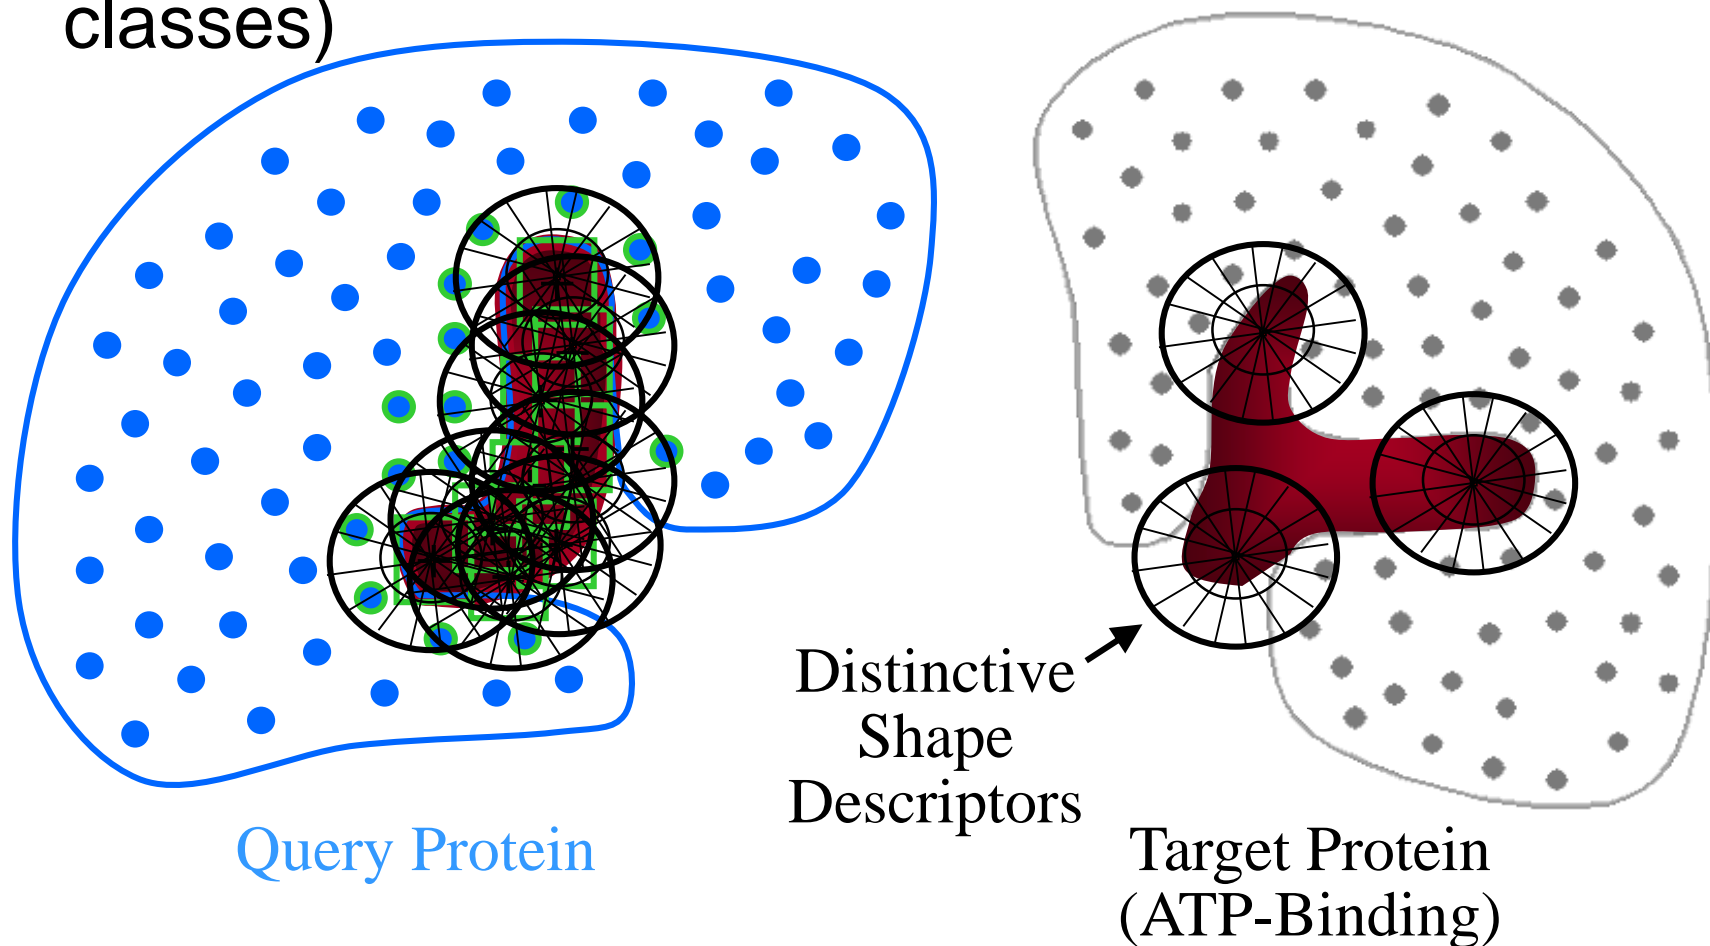 classes)
Distinctive
Shape
Descriptors
Query Protein
Target Protein
(ATP-Binding)